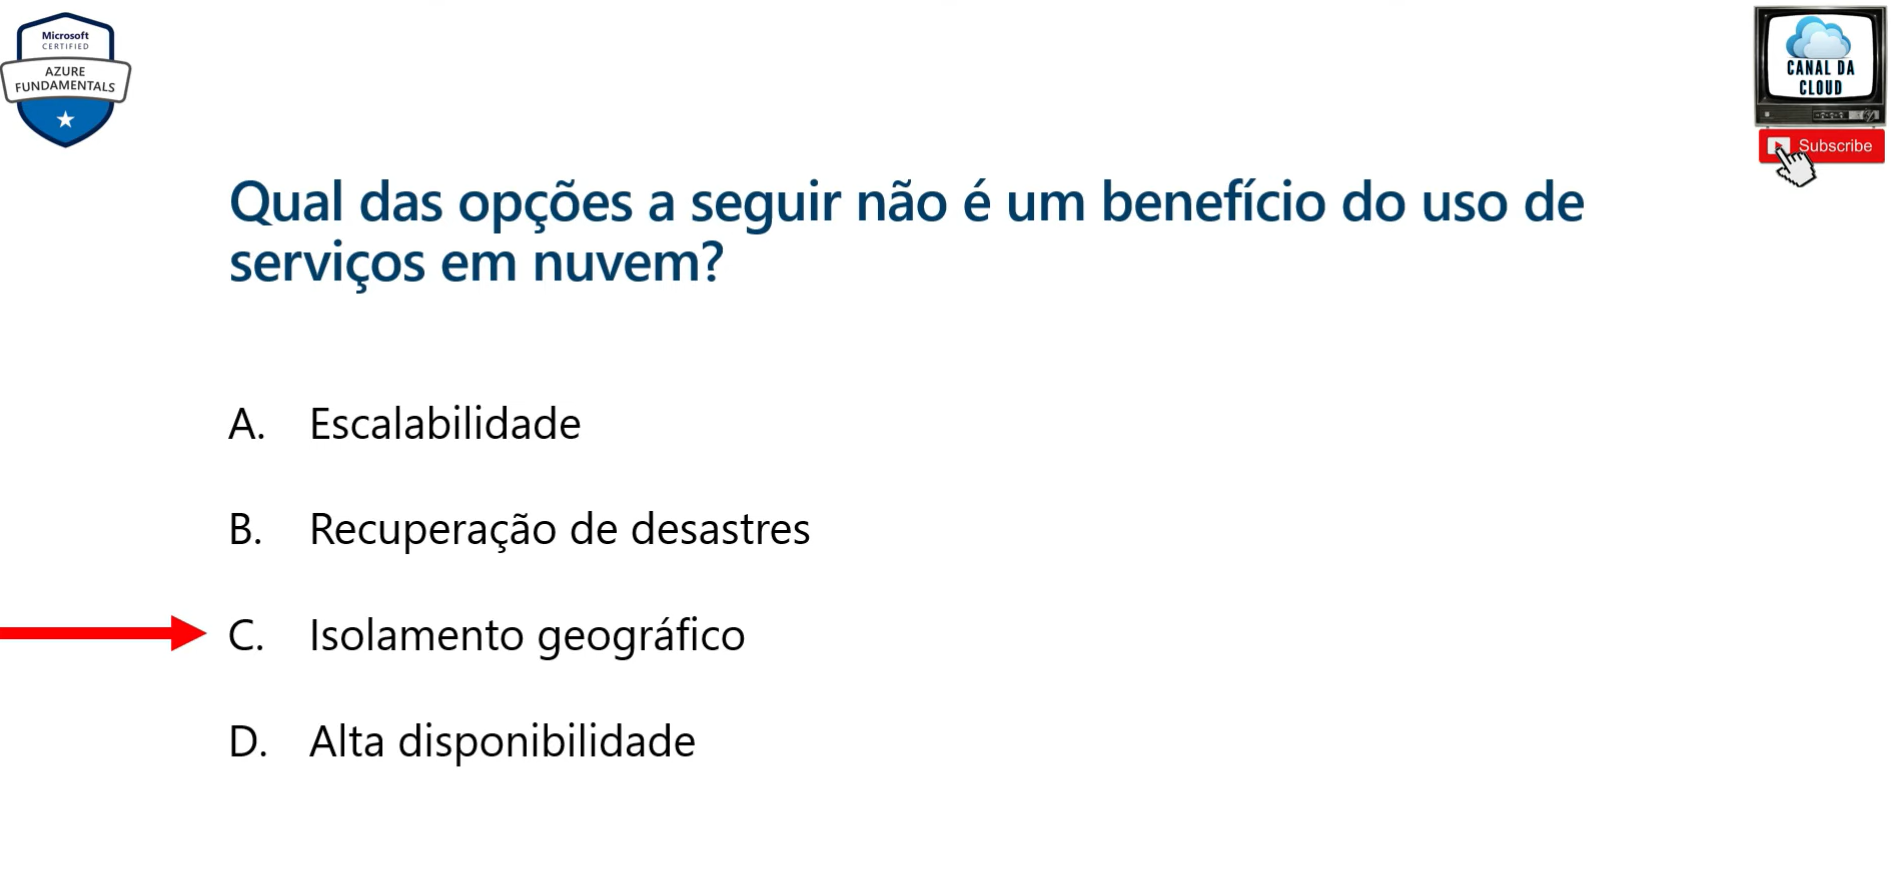 Microsoft
CERTIFIED
AZURE
FUNDAMENTALS
CANAL DA
CLOUD
Subscribe
Qual das opções a seguir não é um benefício do uso de
serviços em nuvem?
A. Escalabilidade
B. Recuperação de desastres
C. Isolamento geográfico
D. Alta disponibilidade